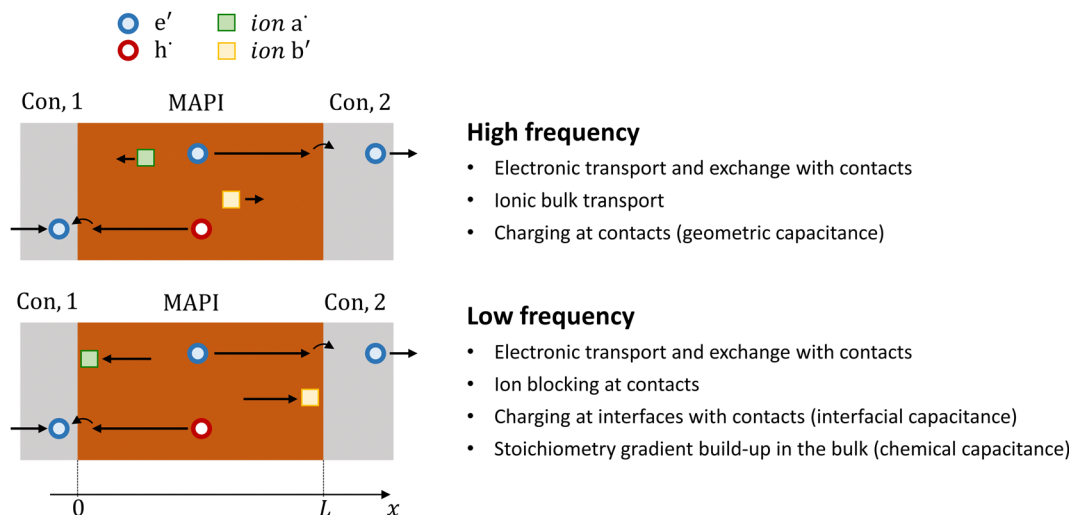 e′ ion a˙
h˙ ion b′
Con, 1 MAPI Con, 2
High frequency
• Electronic transport and exchange with contacts
• Ionic bulk transport
• Charging at contacts (geometric capacitance)
Con, 1 MAPI Con, 2
Low frequency
• Electronic transport and exchange with contacts
• Ion blocking at contacts
• Charging at interfaces with contacts (interfacial capacitance)
• Stoichiometry gradient build-up in the bulk (chemical capacitance)
0 L x